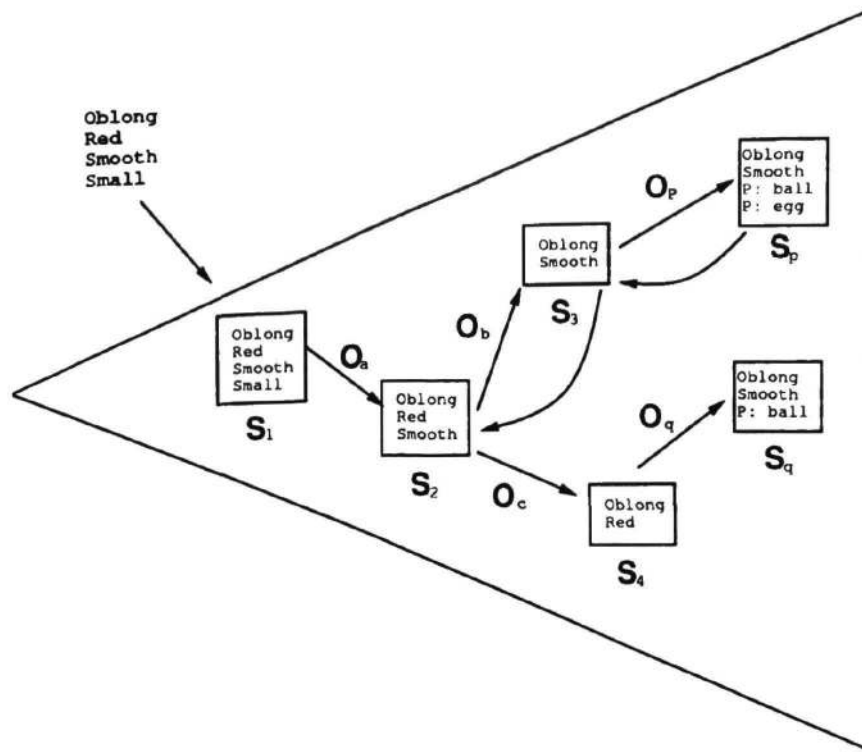 Oblong
Red
Smooth
Small
Oblong
Red
Smooth
Small
S1
Oa
Oblong
Red
Smooth
S2
Ob
Oblong
Smooth
S3
Op
Oblong
Smooth
P: ball
P: egg
Sp
Oc
Oblong
Red
S4
Oq
Oblong
Smooth
P: ball
Sq